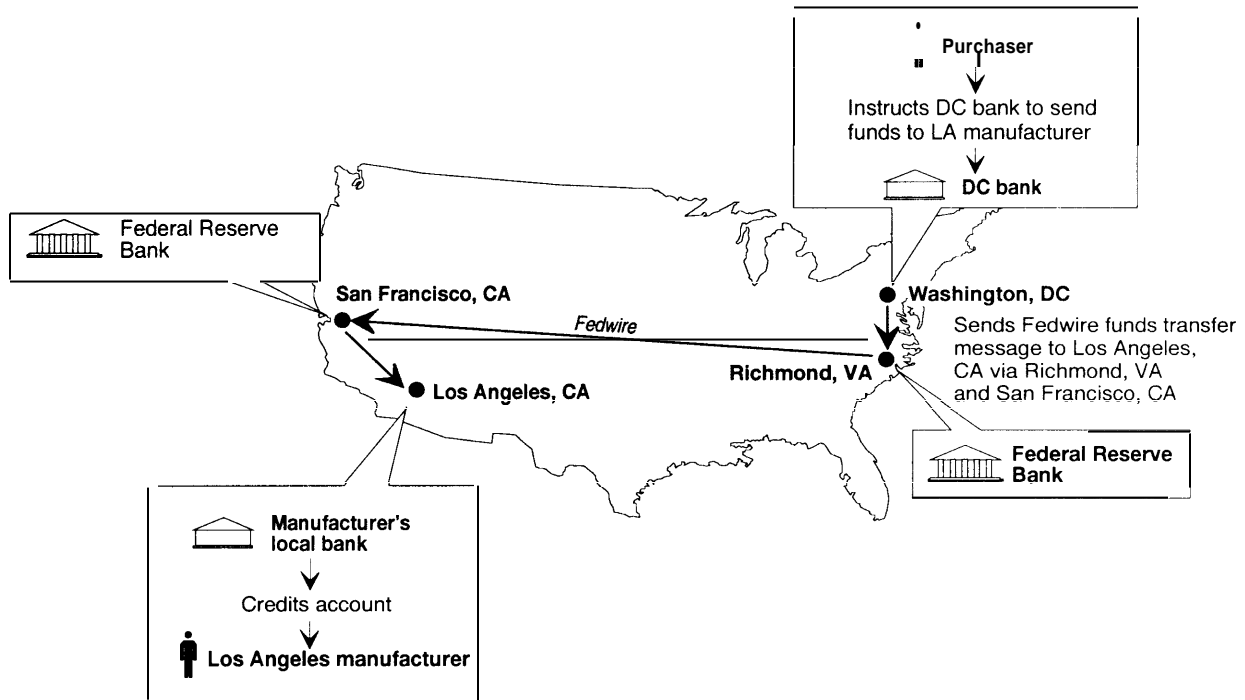 Purchaser
Instructs DC bank to send
funds to LA manufacturer
DC bank
Federal Reserve
Bank
San Francisco, CA
Fedwire
Washington, DC
Sends Fedwire funds transfer
message to Los Angeles,
CA via Richmond, VA
and San Francisco, CA
Richmond, VA
Los Angeles, CA
Federal Reserve
Bank
Manufacturer's
local bank
Credits account
Los Angeles manufacturer